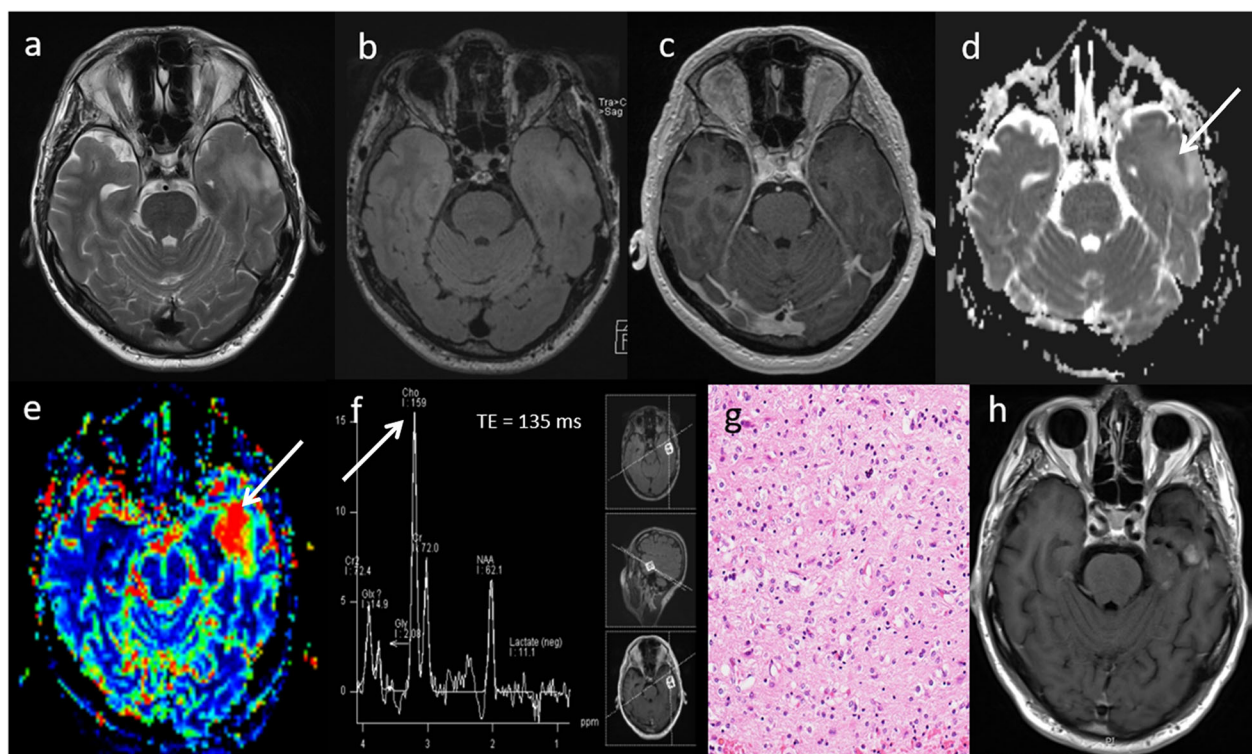 a
b
c
d
Tra>C
>Sag
e
f
g
h
Cho
I : 159
TE = 135 ms
15
10
5
0
Cr
72.0
NAA
I : 62.1
Cr2
I : 72.4
Glx ?
I : 14.9
Gly
I : 2.08
Lactate (neg)
I : 11.1
4
3
2
1
ppm